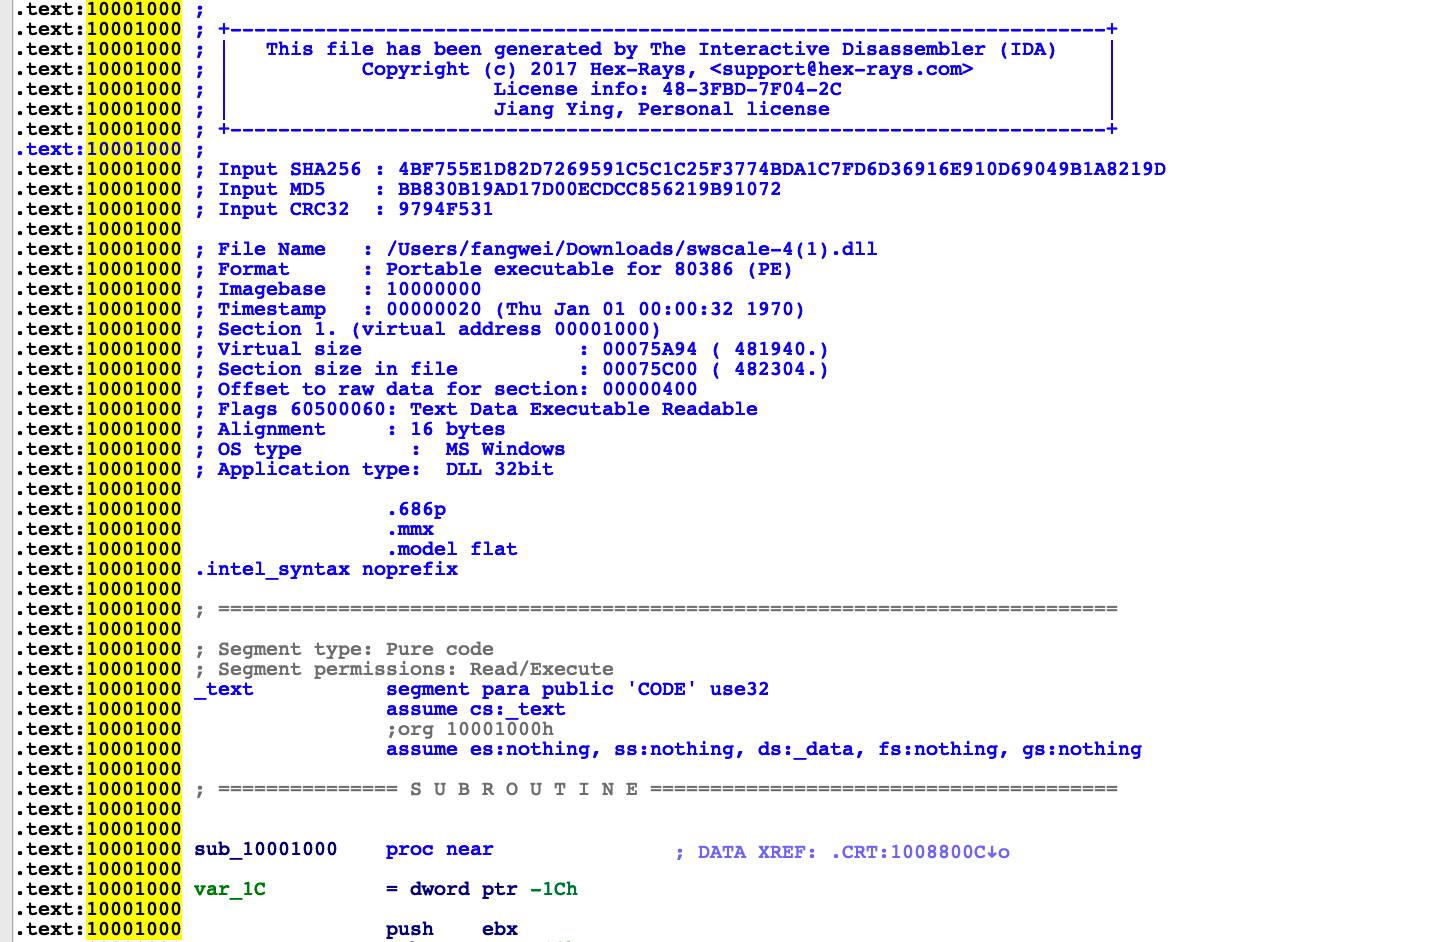 .text:10001000 ;
.text:10001000 ; +-------------------------------------------------------------------------+
.text:10001000 ; | This file has been generated by The Interactive Disassembler (IDA) |
.text:10001000 ; | Copyright (c) 2017 Hex-Rays, <support@hex-rays.com> |
.text:10001000 ; | License info: 48-3FBD-7F04-2C |
.text:10001000 ; | Jiang Ying, Personal license |
.text:10001000 ; +-------------------------------------------------------------------------+
.text:10001000 ;
.text:10001000 ; Input SHA256 : 4BF755E1D82D7269591C5C1C25F3774BDA1C7FD6D36916E910D69049B1A8219D
.text:10001000 ; Input MD5 : BB830B19AD17D00ECDCC856219B91072
.text:10001000 ; Input CRC32 : 9794F531
.text:10001000
.text:10001000 ; File Name : /Users/fangwei/Downloads/swscale-4(1).dll
.text:10001000 ; Format : Portable executable for 80386 (PE)
.text:10001000 ; Imagebase : 10000000
.text:10001000 ; Timestamp : 00000020 (Thu Jan 01 00:00:32 1970)
.text:10001000 ; Section 1. (virtual address 00001000)
.text:10001000 ; Virtual size : 00075A94 ( 481940.)
.text:10001000 ; Section size in file : 00075C00 ( 482304.)
.text:10001000 ; Offset to raw data for section: 00000400
.text:10001000 ; Flags 60500060: Text Data Executable Readable
.text:10001000 ; Alignment : 16 bytes
.text:10001000 ; OS type : MS Windows
.text:10001000 ; Application type: DLL 32bit
.text:10001000
.text:10001000 .686p
.text:10001000 .mmx
.text:10001000 .model flat
.text:10001000 .intel_syntax noprefix
.text:10001000
.text:10001000 ; ===========================================================================
.text:10001000
.text:10001000 ; Segment type: Pure code
.text:10001000 ; Segment permissions: Read/Execute
.text:10001000 _text segment para public 'CODE' use32
.text:10001000 assume cs:_text
.text:10001000 ;org 10001000h
.text:10001000 assume es:nothing, ss:nothing, ds:_data, fs:nothing, gs:nothing
.text:10001000
.text:10001000 ; =============== S U B R O U T I N E =======================================
.text:10001000
.text:10001000
.text:10001000 sub_10001000 proc near ; DATA XREF: .CRT:1008800C↓o
.text:10001000
.text:10001000 var_1C = dword ptr -1Ch
.text:10001000
.text:10001000 push ebx